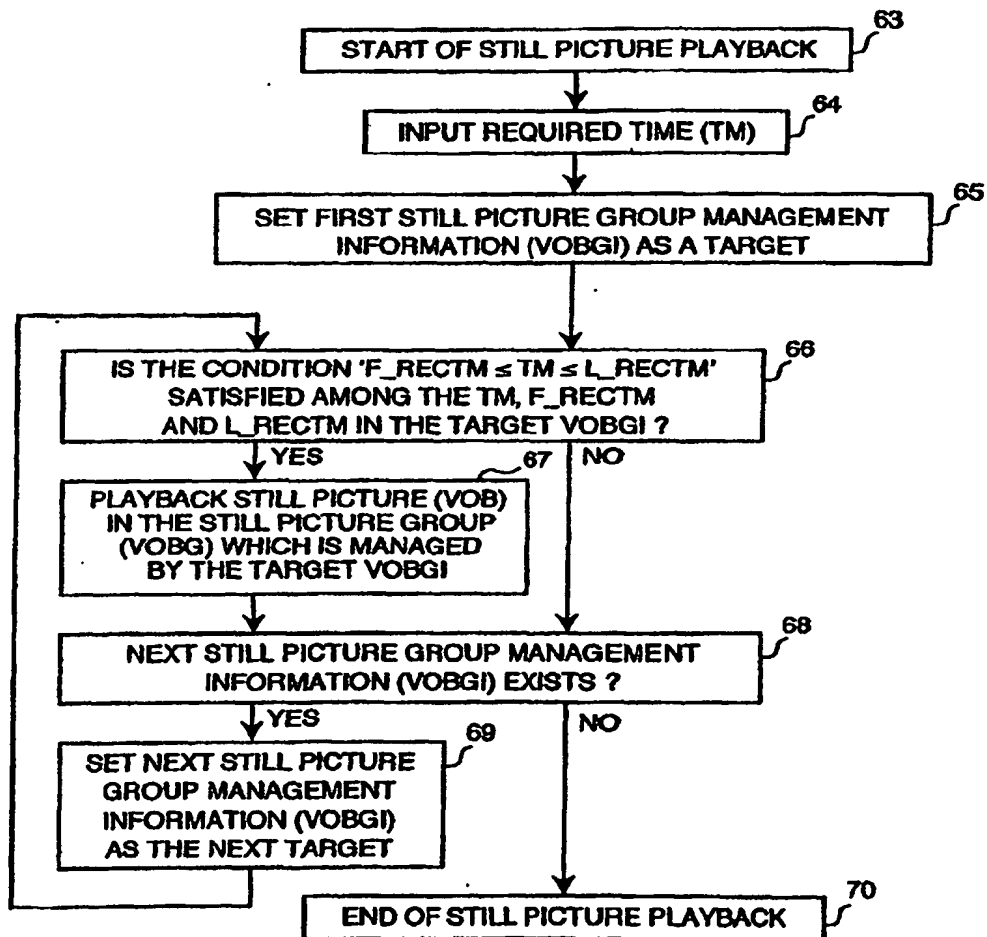 63
START OF STILL PICTURE PLAYBACK
64
INPUT REQUIRED TIME (TM)
65
SET FIRST STILL PICTURE GROUP MANAGEMENT
INFORMATION (VOBGI) AS A TARGET
66
IS THE CONDITION 'F_RECTM ≤ TM ≤ L_RECTM'
SATISFIED AMONG THE TM, F_RECTM
AND L_RECTM IN THE TARGET VOBGI ?
YES
NO
67
PLAYBACK STILL PICTURE (VOB)
IN THE STILL PICTURE GROUP
(VOBG) WHICH IS MANAGED
BY THE TARGET VOBGI
68
NEXT STILL PICTURE GROUP MANAGEMENT
INFORMATION (VOBGI) EXISTS ?
YES
NO
69
SET NEXT STILL PICTURE
GROUP MANAGEMENT
INFORMATION (VOBGI)
AS THE NEXT TARGET
70
END OF STILL PICTURE PLAYBACK